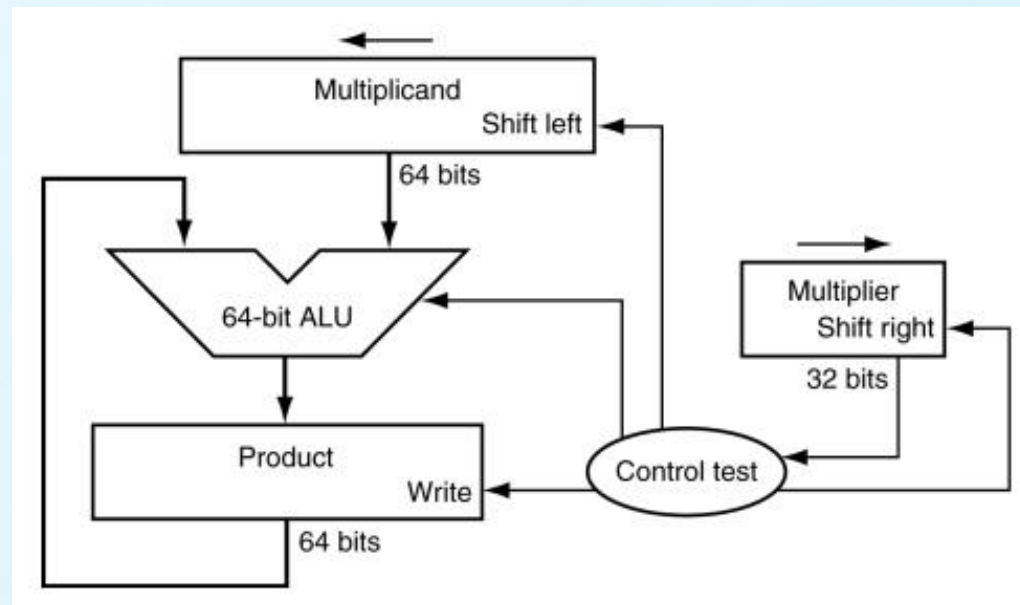 Multiplicand
Shift left
64 bits
64-bit ALU
Multiplier
Shift right
32 bits
Product
Write
Control test
64 bits